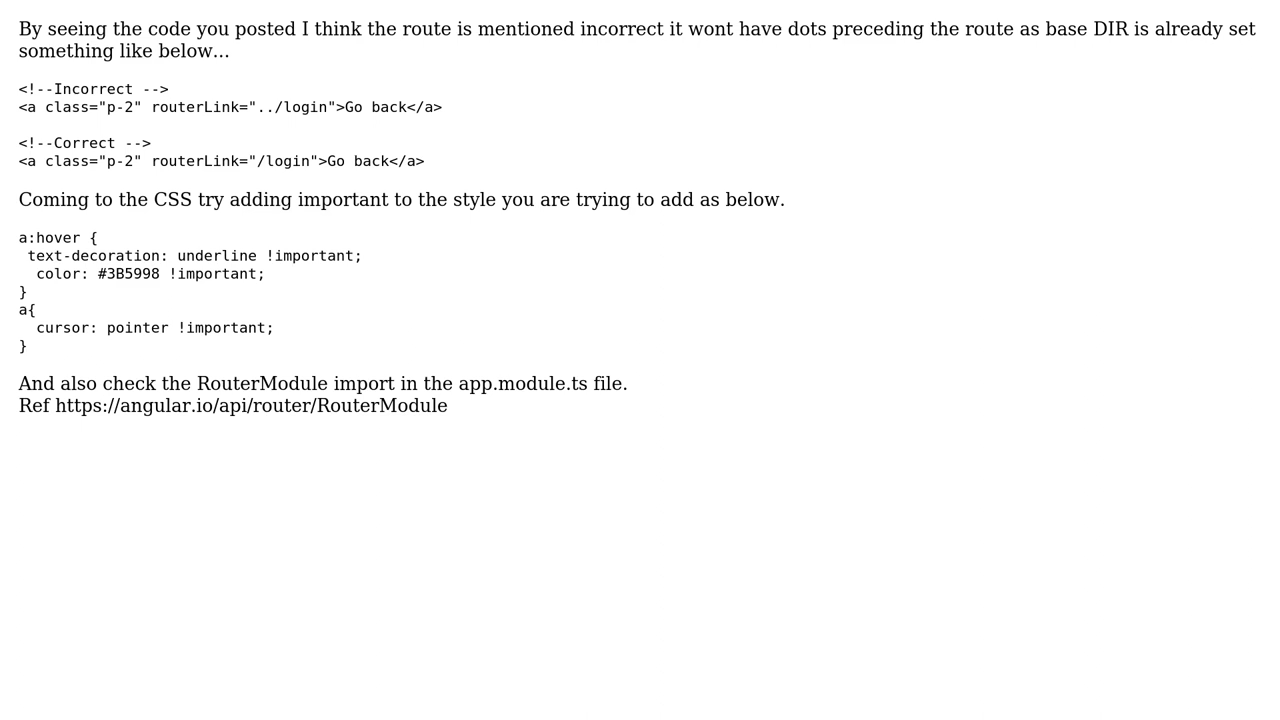 By seeing the code you posted I think the route is mentioned incorrect it wont have dots preceding the route as base DIR is already set
something like below...
<!--Incorrect -->
<a class="p-2" routerLink="../login">Go back</a>
<!--Correct -->
<a class="p-2" routerLink="/login">Go back</a>
Coming to the CSS try adding important to the style you are trying to add as below.
a:hover {
 text-decoration: underline !important;
  color: #3B5998 !important;
}
a{
  cursor: pointer !important;
}
And also check the RouterModule import in the app.module.ts file.
Ref https://angular.io/api/router/RouterModule